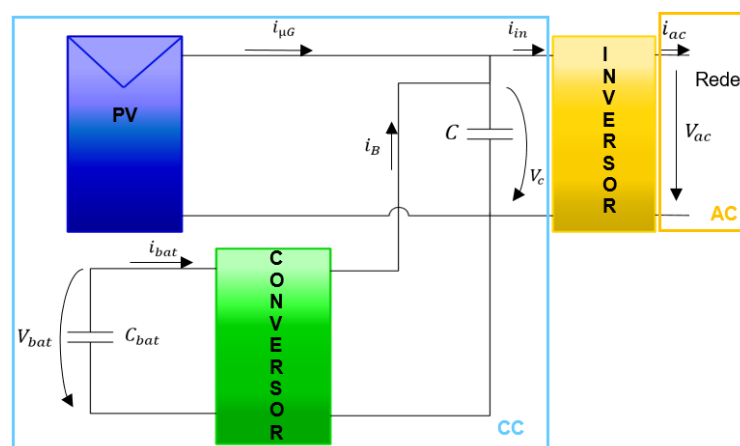 i_μG
i_in
i_ac
PV
INVERSOR
Rede
i_B
C
V_c
V_ac
AC
i_bat
CONVERSOR
V_bat
C_bat
CC